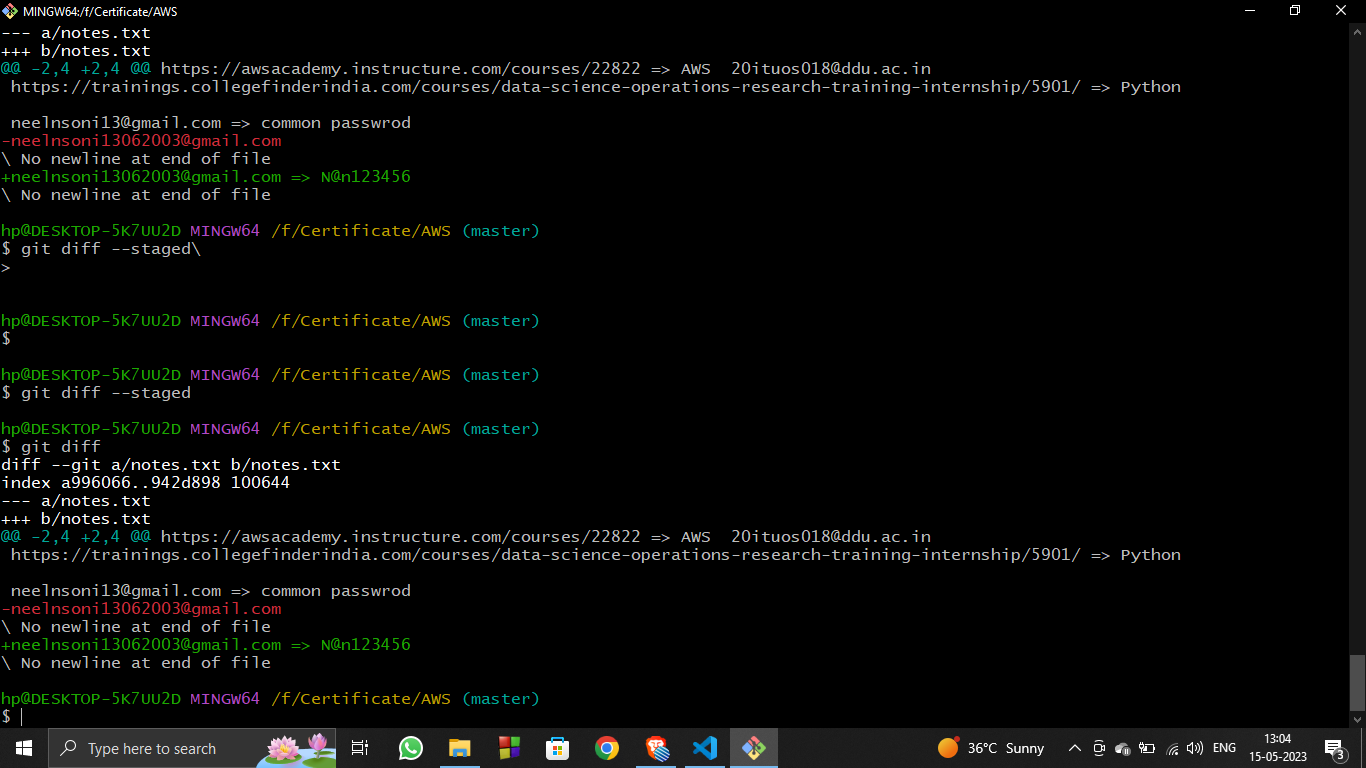 MINGW64:/f/Certificate/AWS
--- a/notes.txt
+++ b/notes.txt
@@ -2,4 +2,4 @@ https://awsacademy.instructure.com/courses/22822 => AWS  20ituos018@ddu.ac.in
 https://trainings.collegefinderindia.com/courses/data-science-operations-research-training-internship/5901/ => Python
 neelnsoni13@gmail.com => common passwrod
-neelnsoni13062003@gmail.com
\ No newline at end of file
+neelnsoni13062003@gmail.com => N@n123456
\ No newline at end of file
hp@DESKTOP-5K7UU2D MINGW64 /f/Certificate/AWS (master)
$ git diff --staged\
>
hp@DESKTOP-5K7UU2D MINGW64 /f/Certificate/AWS (master)
$
hp@DESKTOP-5K7UU2D MINGW64 /f/Certificate/AWS (master)
$ git diff --staged
hp@DESKTOP-5K7UU2D MINGW64 /f/Certificate/AWS (master)
$ git diff
diff --git a/notes.txt b/notes.txt
index a996066..942d898 100644
--- a/notes.txt
+++ b/notes.txt
@@ -2,4 +2,4 @@ https://awsacademy.instructure.com/courses/22822 => AWS  20ituos018@ddu.ac.in
 https://trainings.collegefinderindia.com/courses/data-science-operations-research-training-internship/5901/ => Python
 neelnsoni13@gmail.com => common passwrod
-neelnsoni13062003@gmail.com
\ No newline at end of file
+neelnsoni13062003@gmail.com => N@n123456
\ No newline at end of file
hp@DESKTOP-5K7UU2D MINGW64 /f/Certificate/AWS (master)
$
Type here to search
36°C Sunny
ENG
13:04
15-05-2023
3